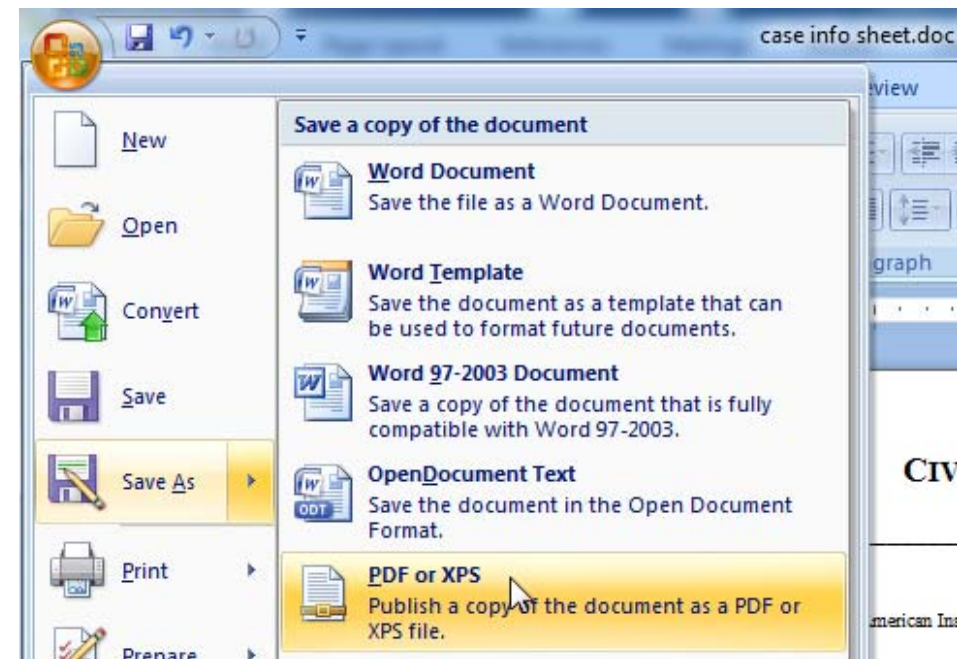 case info sheet.doc
view
New
Open
Convert
Save
Save As
Print
Prepare
Save a copy of the document
Word Document
Save the file as a Word Document.
Word Template
Save the document as a template that can
be used to format future documents.
Word 97-2003 Document
Save a copy of the document that is fully
compatible with Word 97-2003.
OpenDocument Text
Save the document in the Open Document
Format.
PDF or XPS
Publish a copy of the document as a PDF or
XPS file.
graph
CIV
merican Ins